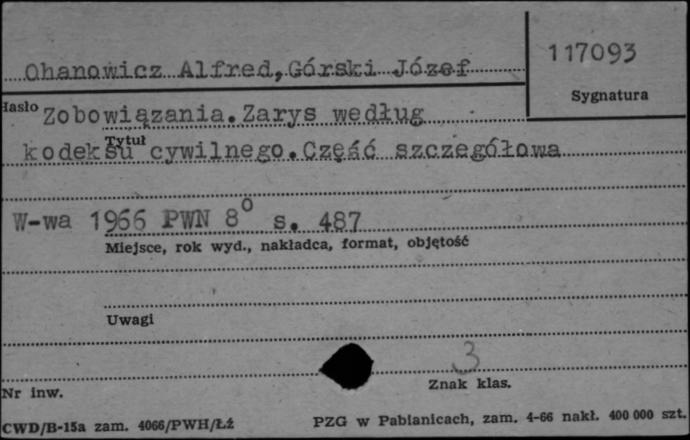 Ohanowicz Alfred, Górski Józef
117093
Sygnatura
Hasło Zobowiązania. Zarys według
Tytuł
kodeksu cywilnego. Część szczegółowa
W-wa 1966 PWN 8° s. 487
Miejsce, rok wyd., nakładca, format, objętość
Uwagi
3
Nr inw.
Znak klas.
CWD/B-15a zam. 4066/PWH/Łź
PZG w Pabianicach, zam. 4-66 nakł. 400 000 szt.